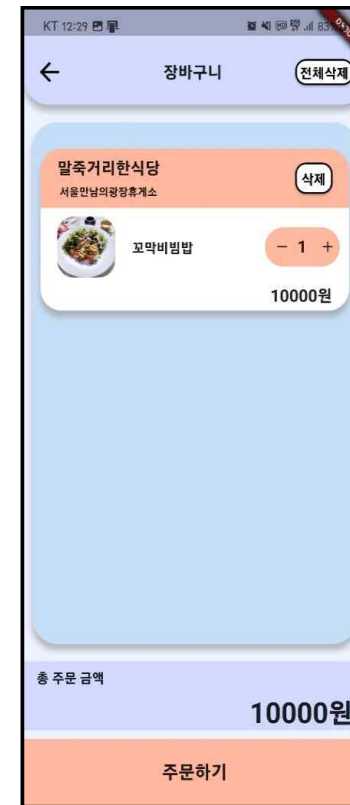 KT 12:29
83
장바구니
전체삭제
말죽거리한식당
삭제
서울만남의광장휴게소
꼬막비빔밥
− 1 +
10000원
총 주문 금액
10000원
주문하기